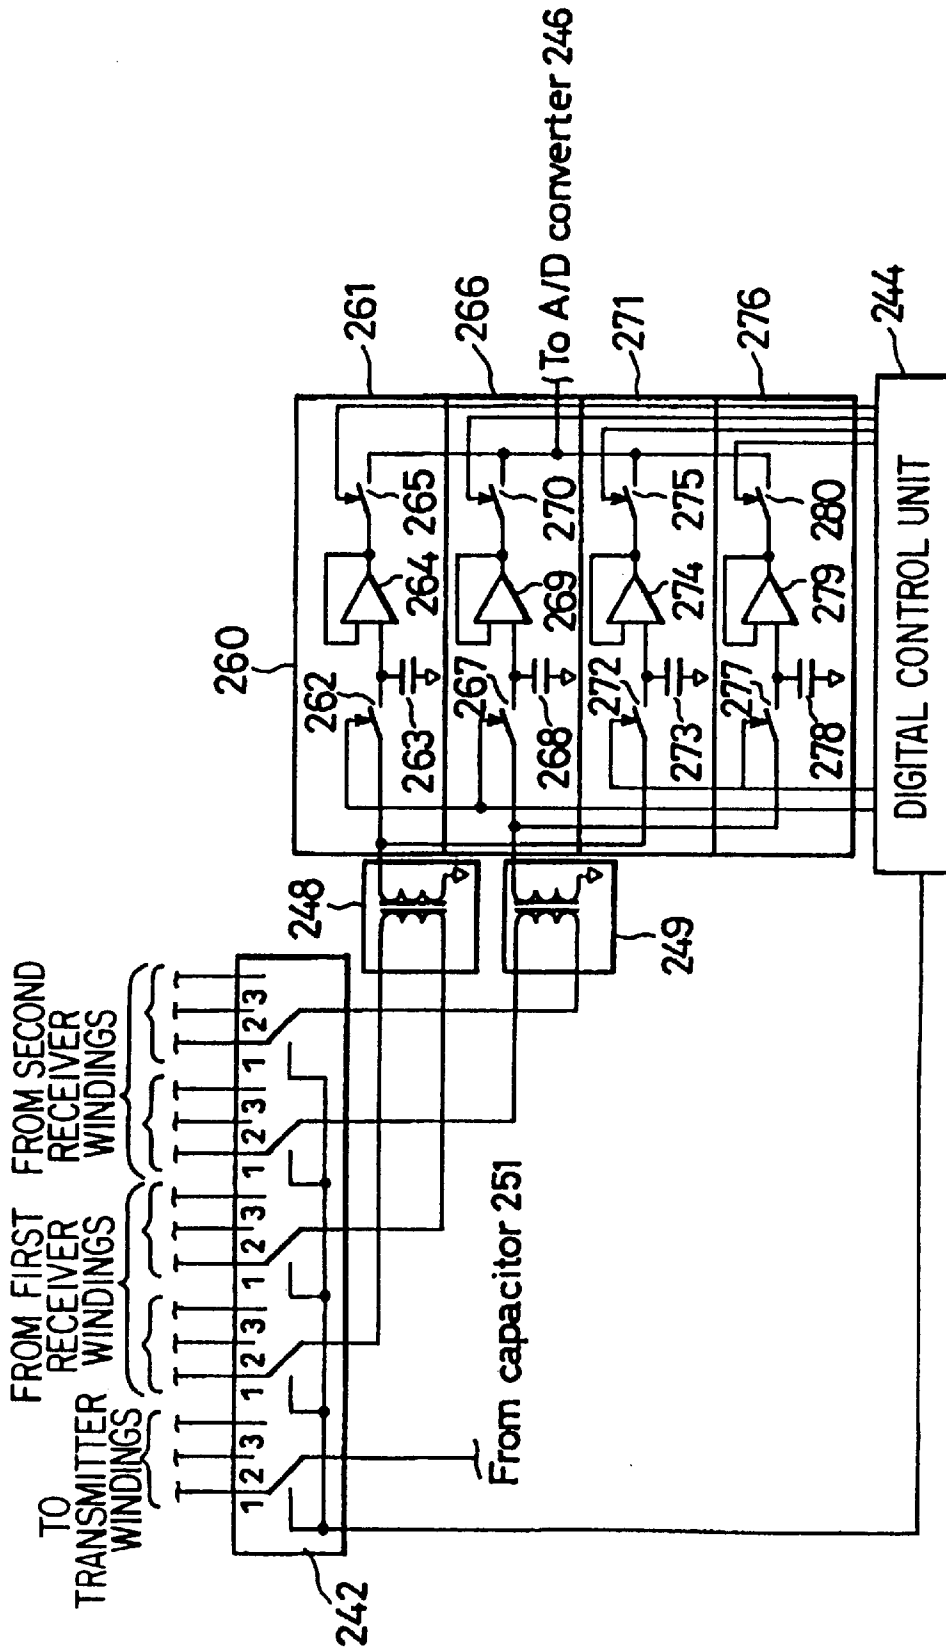 TO
TRANSMITTER
WINDINGS
FROM FIRST
RECEIVER
WINDINGS
FROM SECOND
RECEIVER
WINDINGS
1 2 3
1 2 3
1 2 3
1 2 3
1 2 3
242
From capacitor 251
248
249
260
261
262
263
264
265
266
267
268
269
270
To A/D converter 246
271
272
273
274
275
276
277
278
279
280
244
DIGITAL CONTROL UNIT